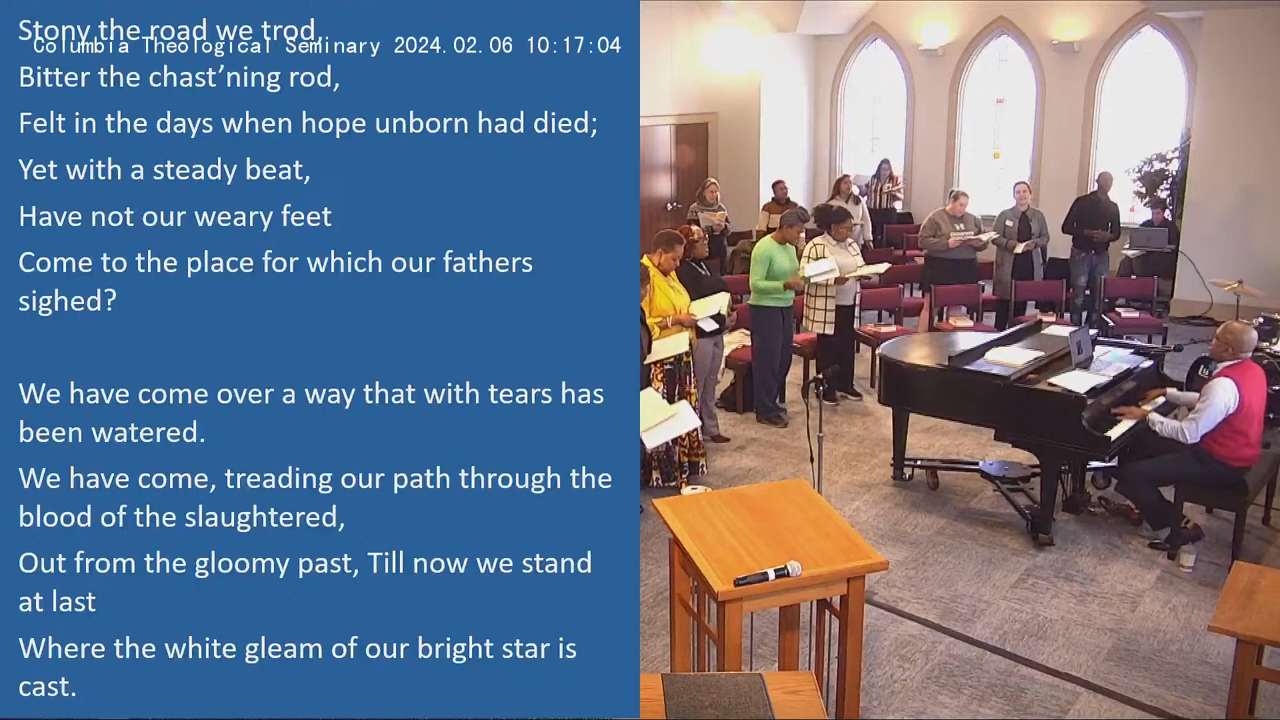 Stony the road we trod,
Columbia Theological Seminary 2024.02.06 10:17:04
Bitter the chast’ning rod,
Felt in the days when hope unborn had died;
Yet with a steady beat,
Have not our weary feet
Come to the place for which our fathers
sighed?
We have come over a way that with tears has
been watered.
We have come, treading our path through the
blood of the slaughtered,
Out from the gloomy past, Till now we stand
at last
Where the white gleam of our bright star is
cast.